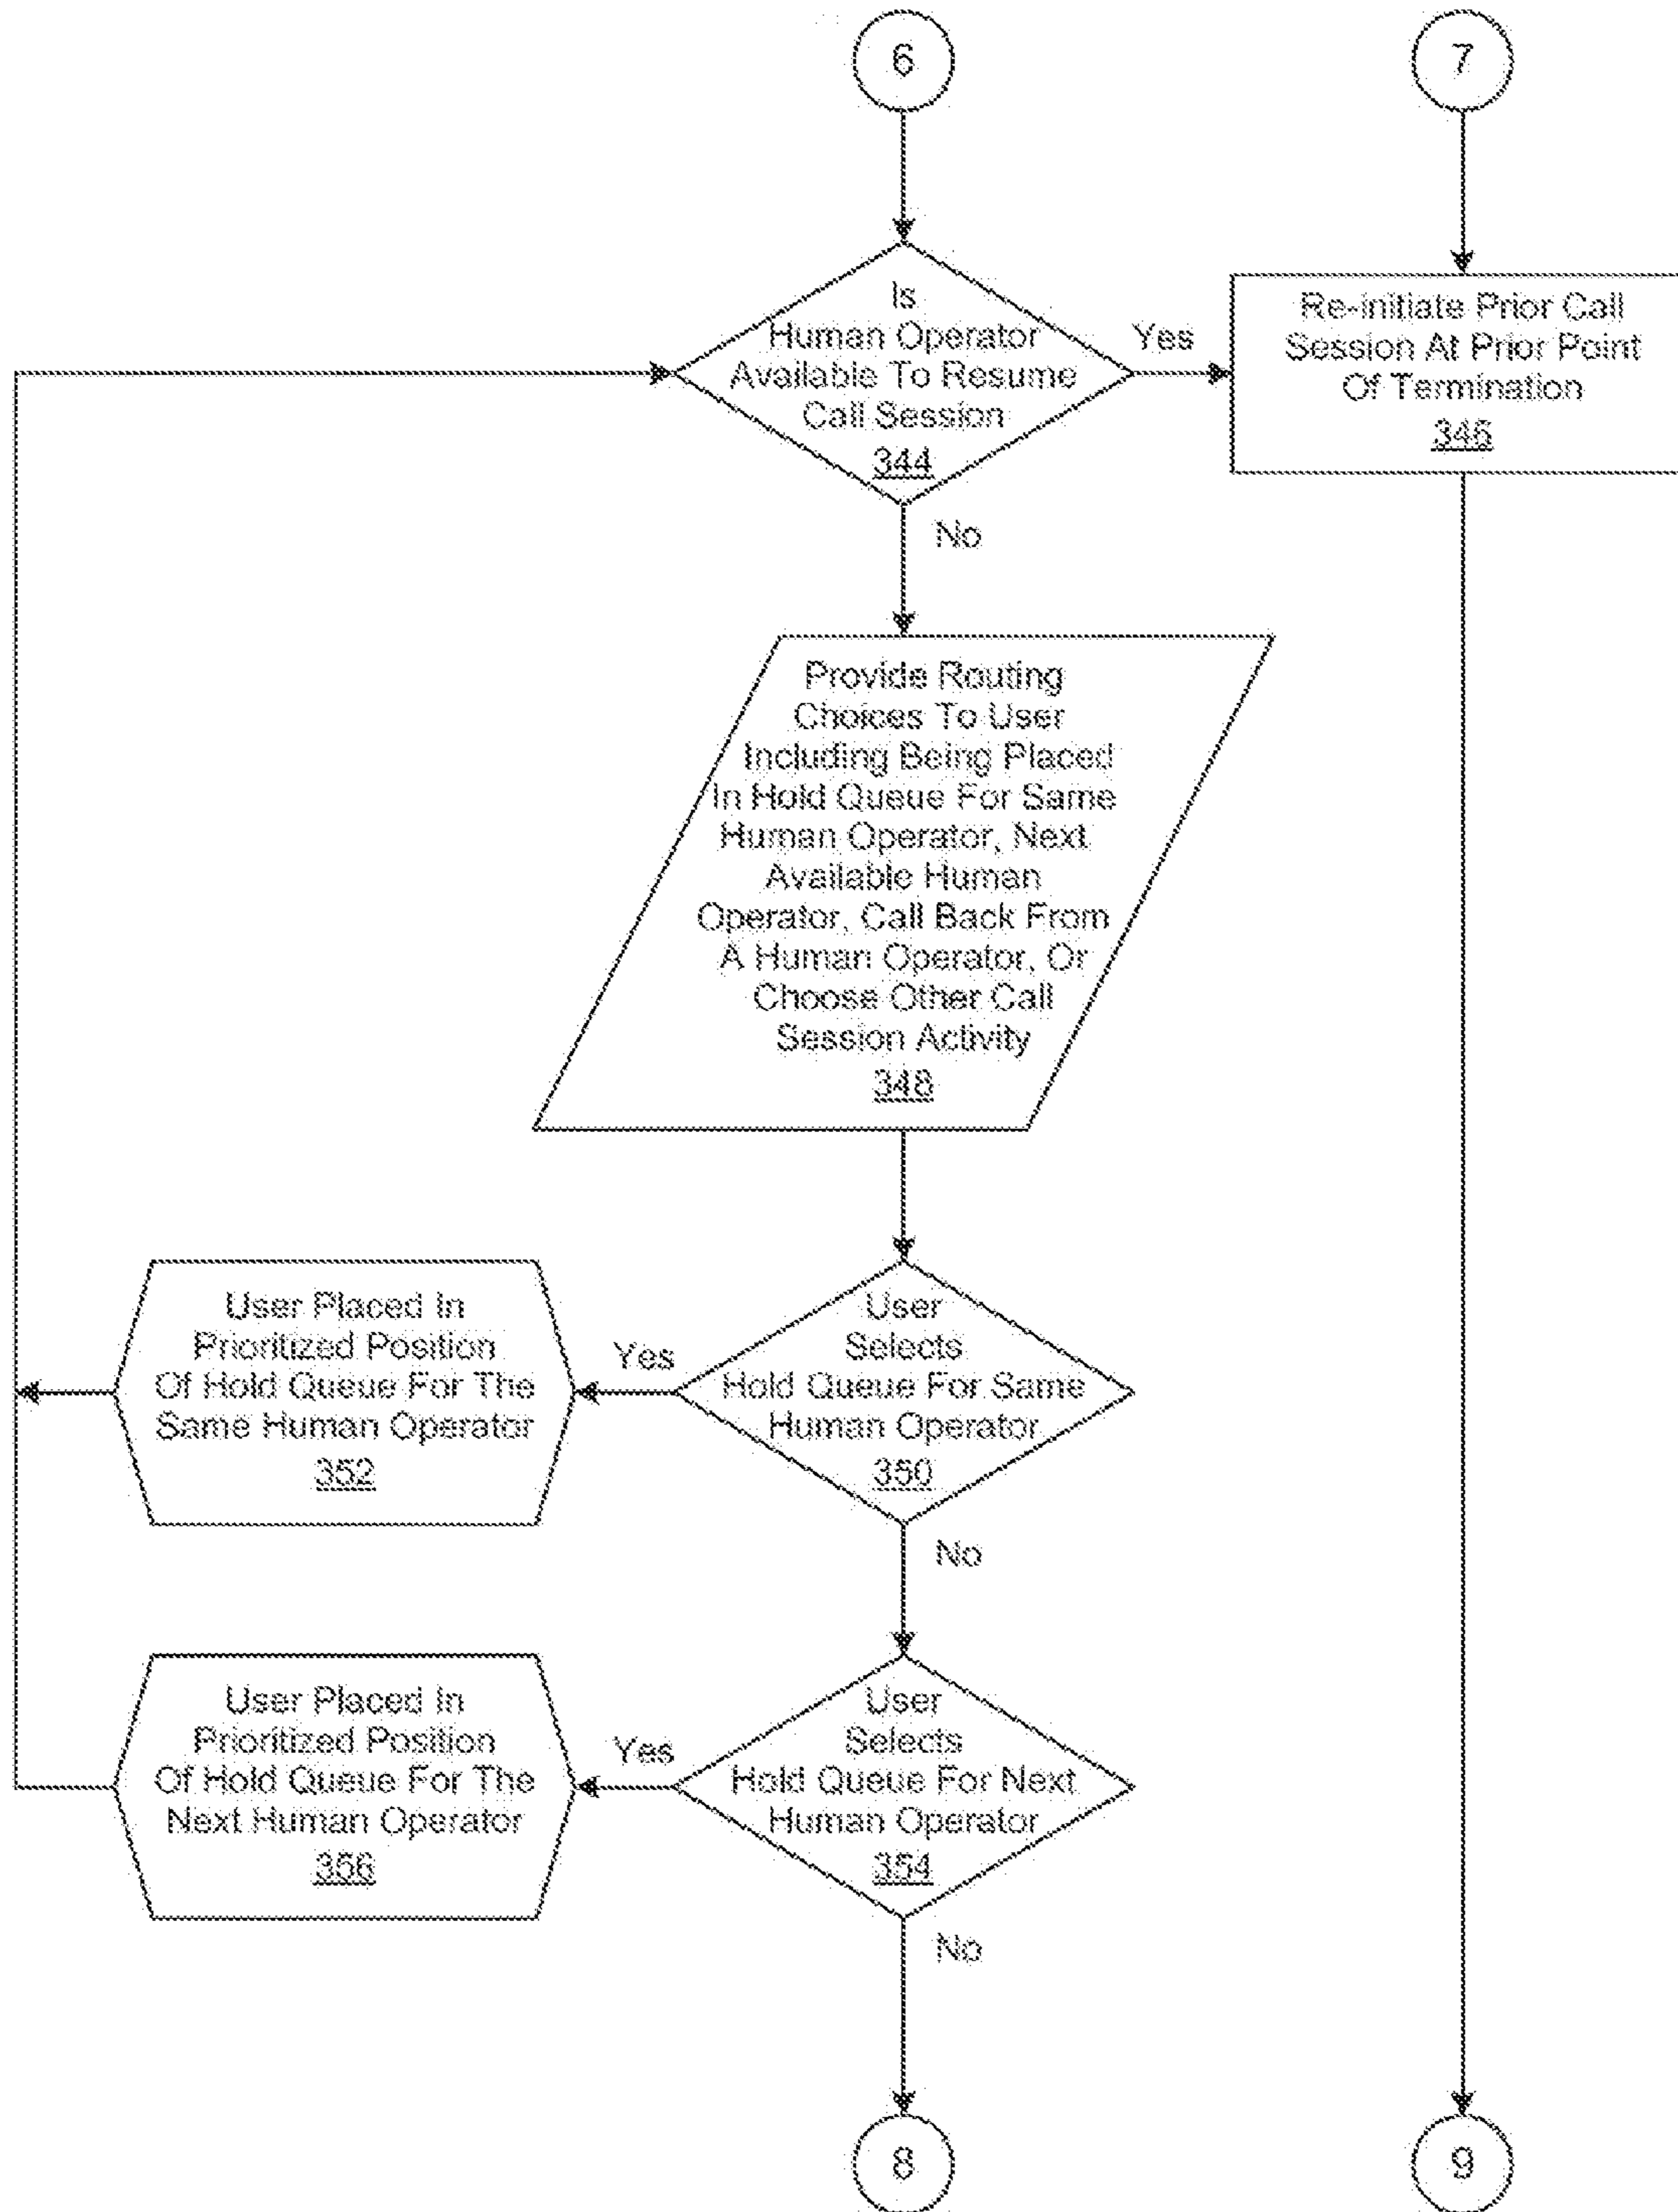 6
7
Is
Human Operator
Available To Resume
Call Session
344
Yes
No
Re-initiate Prior Call
Session At Prior Point
Of Termination
346
Provide Routing
Choices To User
Including Being Placed
In Hold Queue For Same
Human Operator, Next
Available Human
Operator, Call Back From
A Human Operator, Or
Choose Other Call
Session Activity
348
User
Selects
Hold Queue For Same
Human Operator
350
Yes
No
User Placed In
Prioritized Position
Of Hold Queue For The
Same Human Operator
352
User
Selects
Hold Queue For Next
Human Operator
354
Yes
No
User Placed In
Prioritized Position
Of Hold Queue For The
Next Human Operator
356
8
9